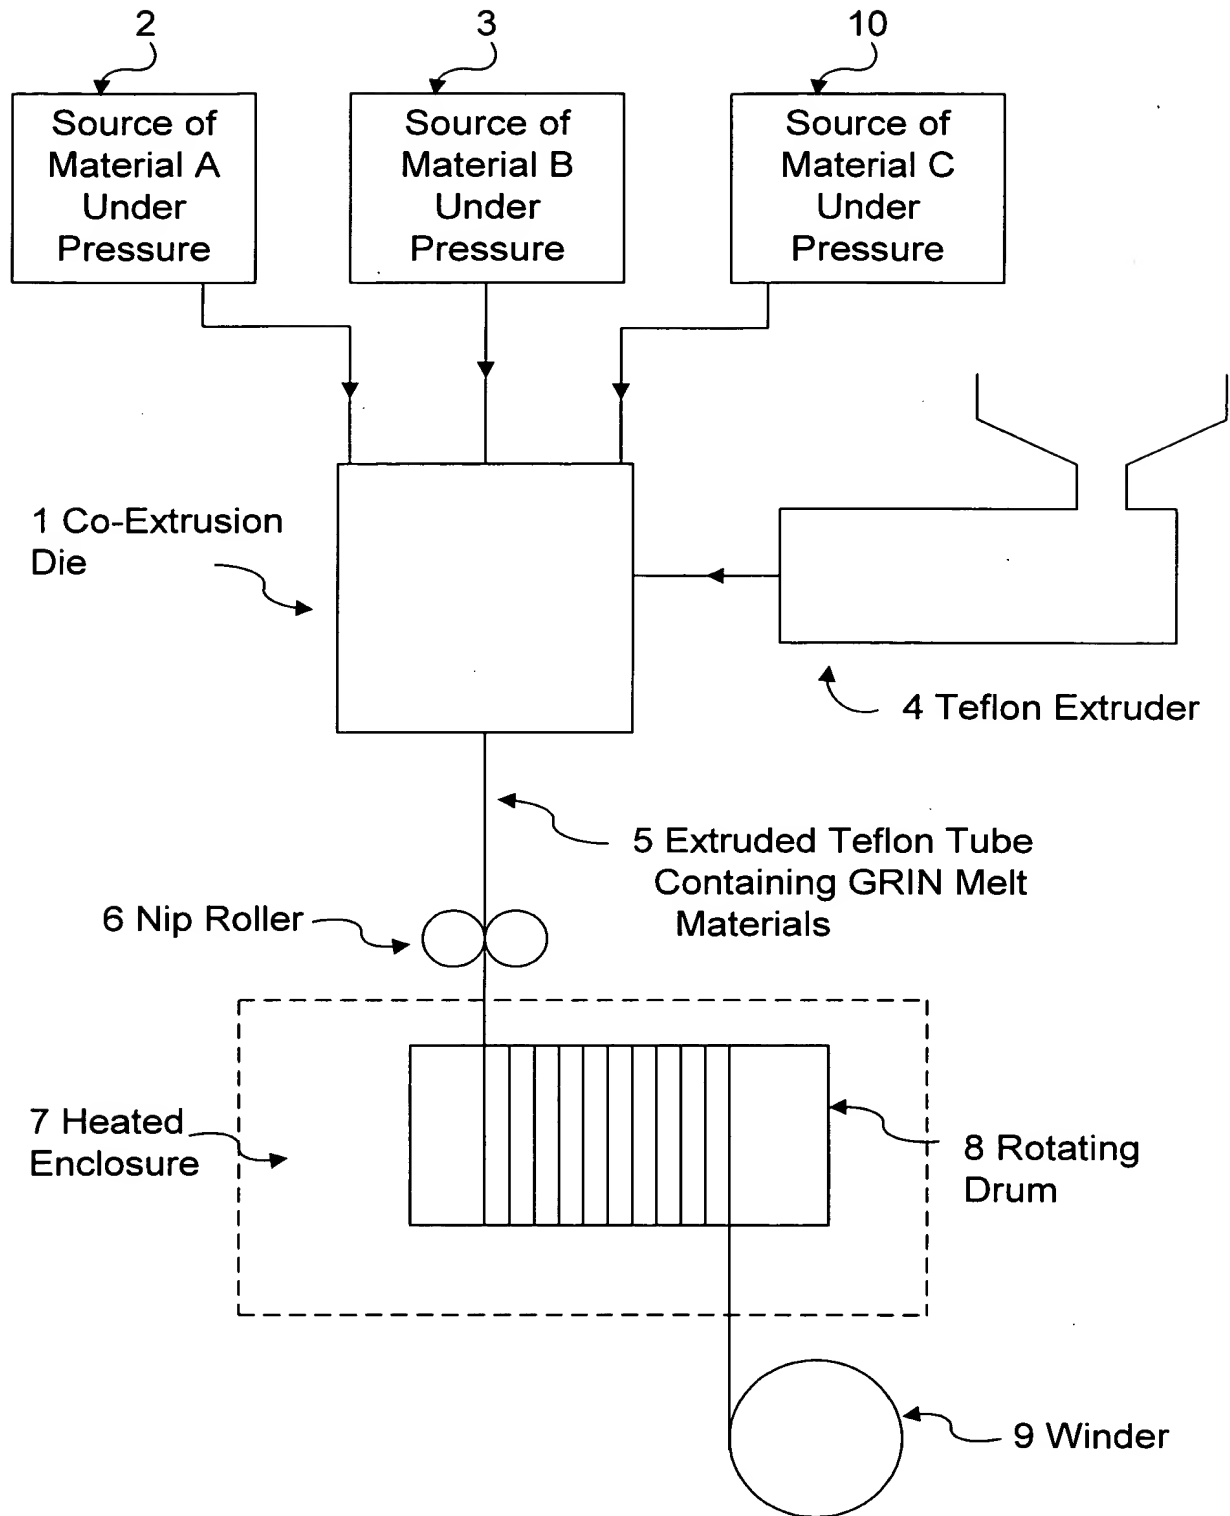 2
3
10
Source of
Material A
Under
Pressure
Source of
Material B
Under
Pressure
Source of
Material C
Under
Pressure
1 Co-Extrusion
Die
4 Teflon Extruder
5 Extruded Teflon Tube
Containing GRIN Melt
Materials
6 Nip Roller
7 Heated
Enclosure
8 Rotating
Drum
9 Winder